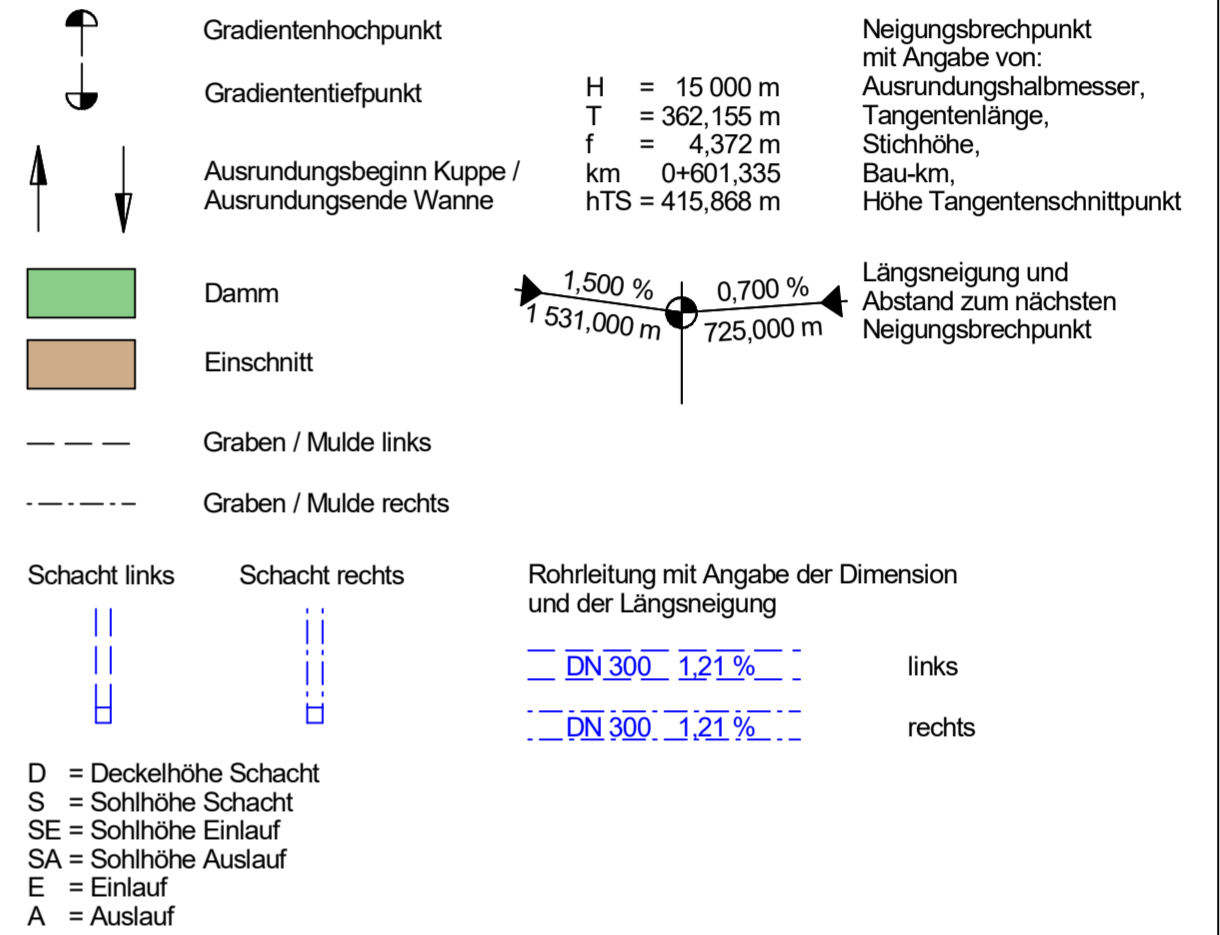 Gradientenhochpunkt
Gradiententiefpunkt
Ausrundungsbeginn Kuppe /
Ausrundungsende Wanne
H = 15 000 m
T = 362,155 m
f = 4,372 m
km 0+601,335
hTS = 415,868 m
Neigungsbrechpunkt
mit Angabe von:
Ausrundungshalbmesser,
Tangentenlänge,
Stichhöhe,
Bau-km,
Höhe Tangentenschnittpunkt
Damm
Einschnitt
1,500 %
1 531,000 m
0,700 %
725,000 m
Längsneigung und
Abstand zum nächsten
Neigungsbrechpunkt
Graben / Mulde links
Graben / Mulde rechts
Schacht links
Schacht rechts
Rohrleitung mit Angabe der Dimension
und der Längsneigung
DN 300 1,21 %
links
DN 300 1,21 %
rechts
D = Deckelhöhe Schacht
S = Sohlhöhe Schacht
SE = Sohlhöhe Einlauf
SA = Sohlhöhe Auslauf
E = Einlauf
A = Auslauf